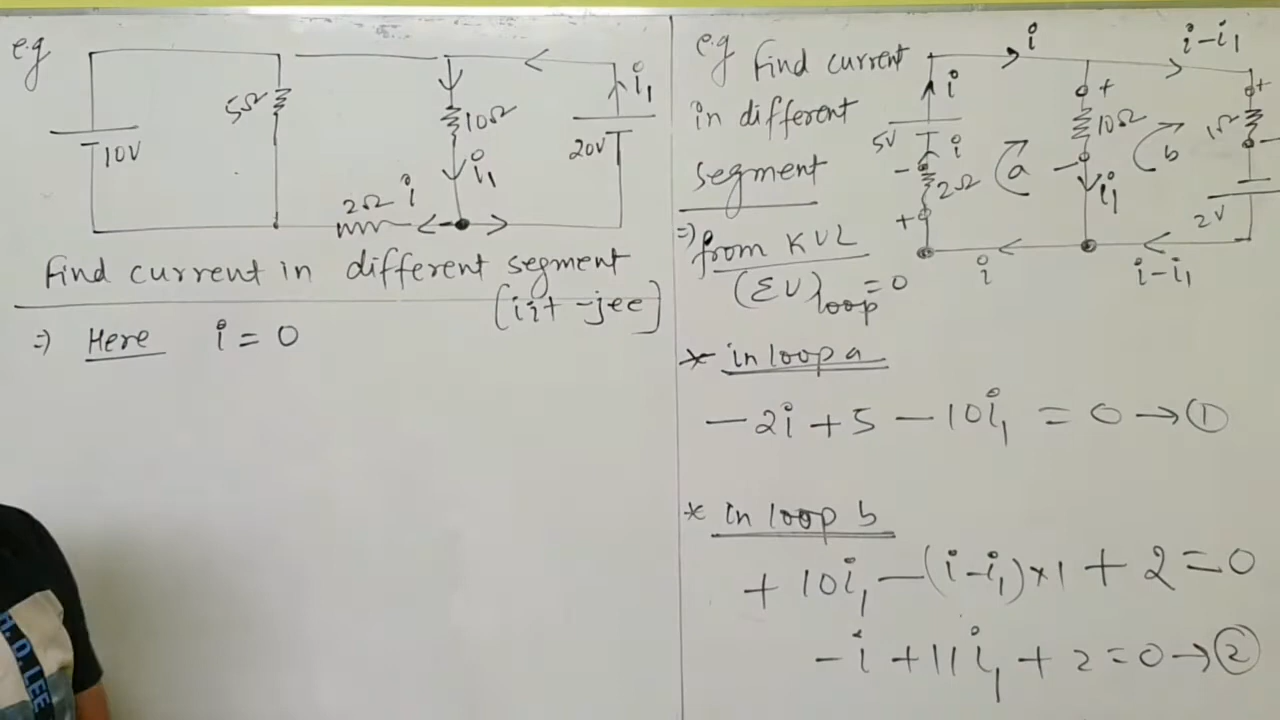 e.g
5Ω
10V
10Ω
i₁
20V
i₁
2Ω i
Find current in different segment
[iit -jee]
=) Here i = 0
e.g Find current
in different
segment
i
i-i₁
i
5V
i
2Ω
a
+
10Ω
-
i₁
b
+
1Ω
-
2V
-
+
i
i-i₁
=) from KVL
(ΣV)loop = 0
* in loop a
-2i + 5 - 10i₁ = 0 → ①
* in loop b
+ 10i₁ - (i-i₁)×1 + 2 = 0
-i + 11i₁ + 2 = 0 → ②
H.D.LEE